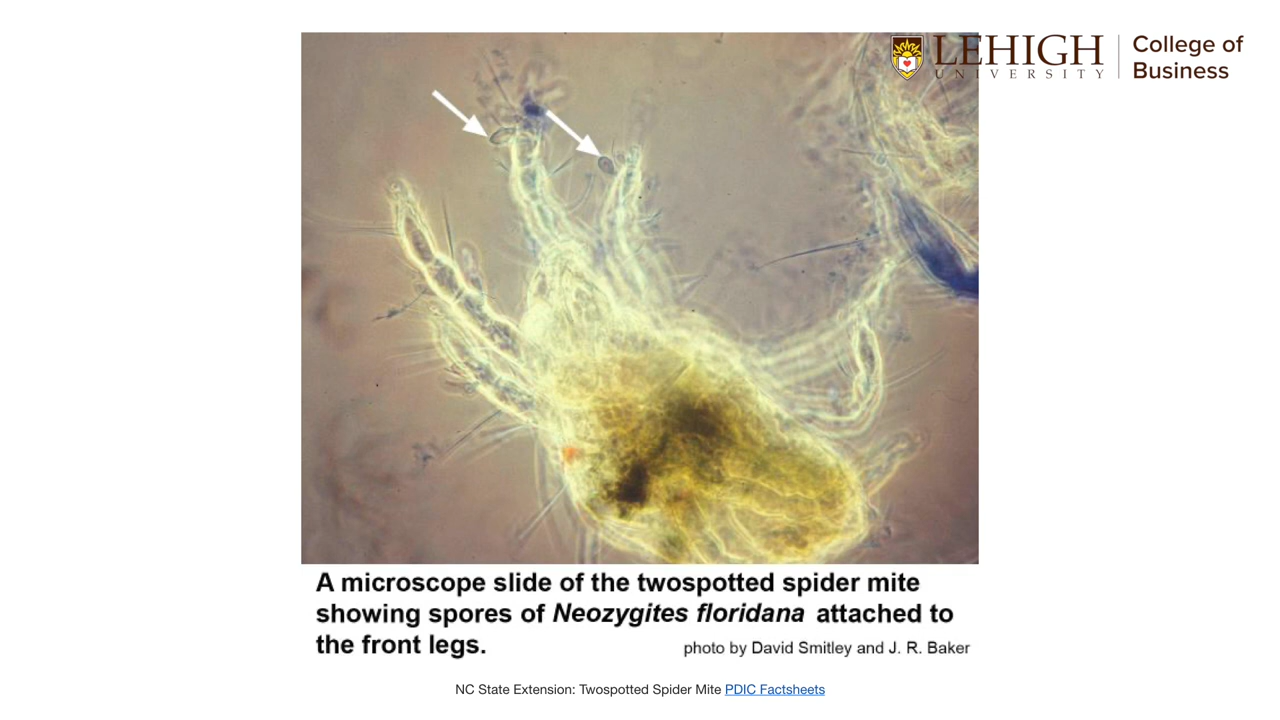 LEHIGH
UNIVERSITY
College of
Business
A microscope slide of the twospotted spider mite
showing spores of Neozygites floridana attached to
the front legs.
photo by David Smitley and J. R. Baker
NC State Extension: Twospotted Spider Mite PDIC Factsheets